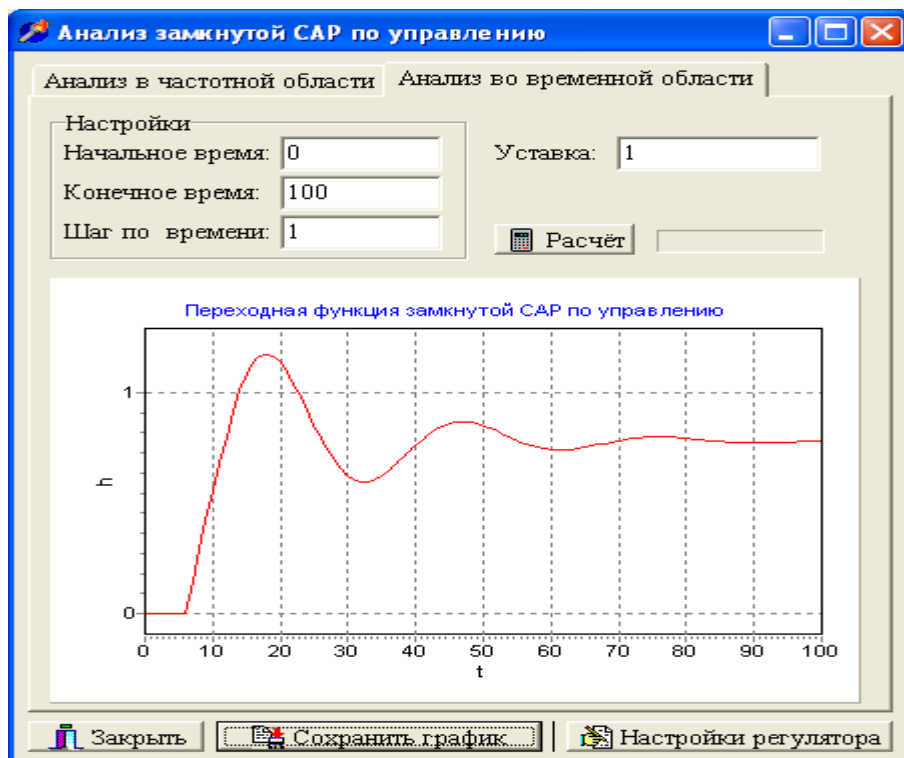 Анализ замкнутой САР по управлению
Анализ в частотной области
Анализ во временной области
Настройки
Начальное время: 0
Уставка: 1
Конечное время: 100
Шаг по времени: 1
Расчёт
Переходная функция замкнутой САР по управлению
1
h
0
0 10 20 30 40 50 60 70 80 90 100
t
Закрыть
Сохранить график
Настройки регулятора